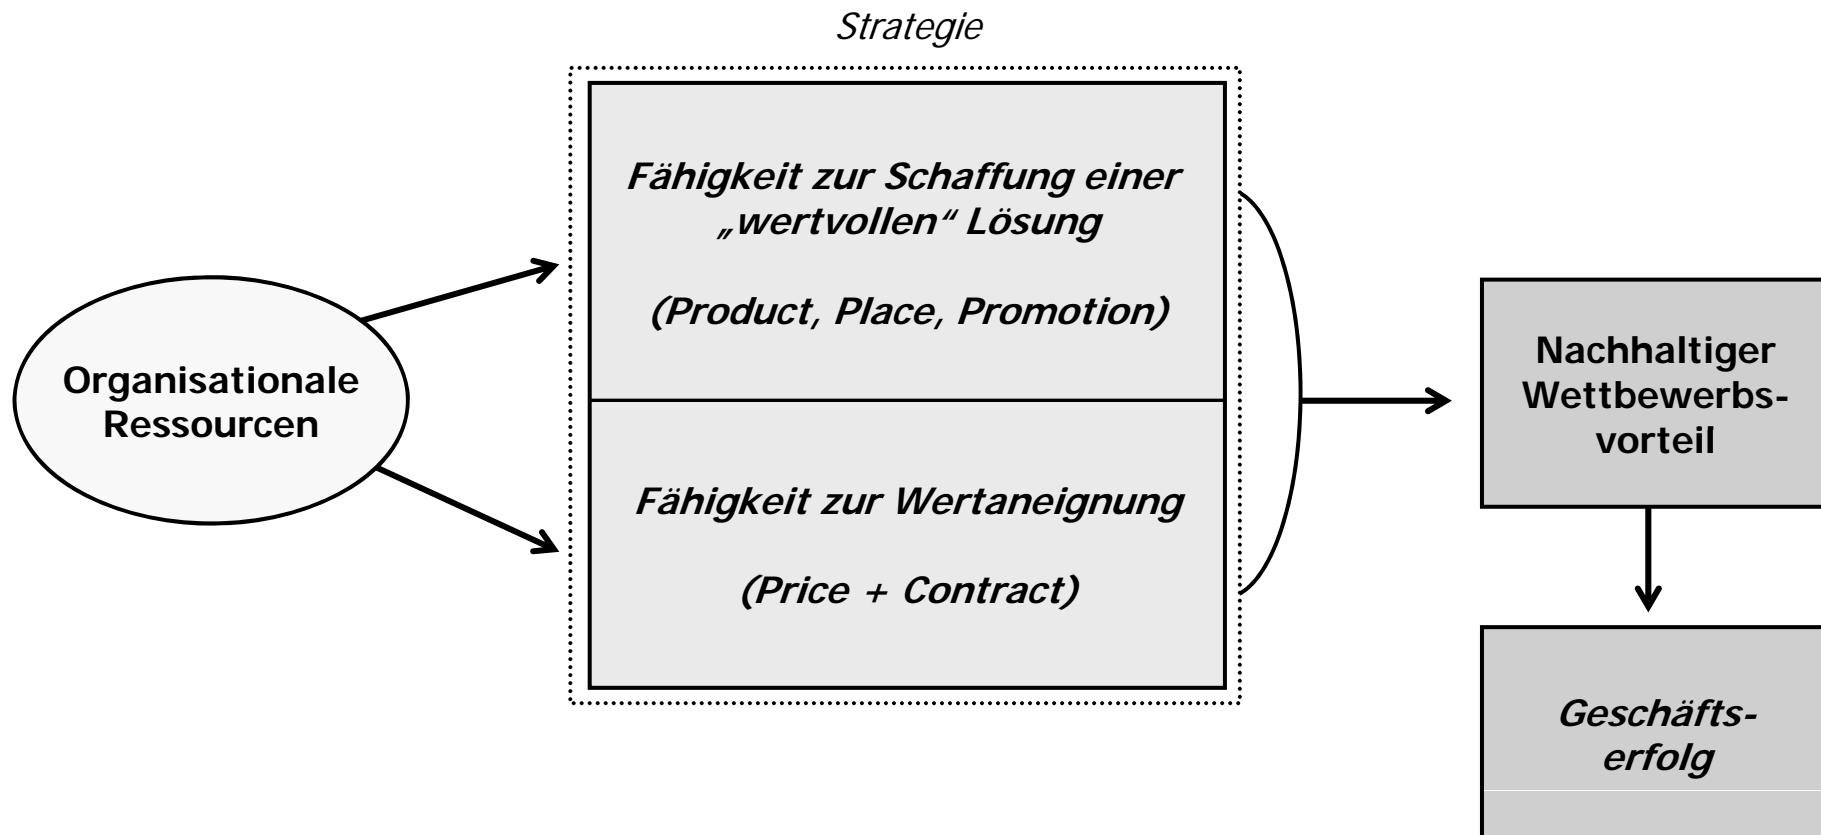 Strategie
Fähigkeit zur Schaffung einer
„wertvollen“ Lösung
(Product, Place, Promotion)
Organisationale
Ressourcen
Fähigkeit zur Wertaneignung
(Price + Contract)
Nachhaltiger
Wettbewerbs-
vorteil
Geschäfts-
erfolg